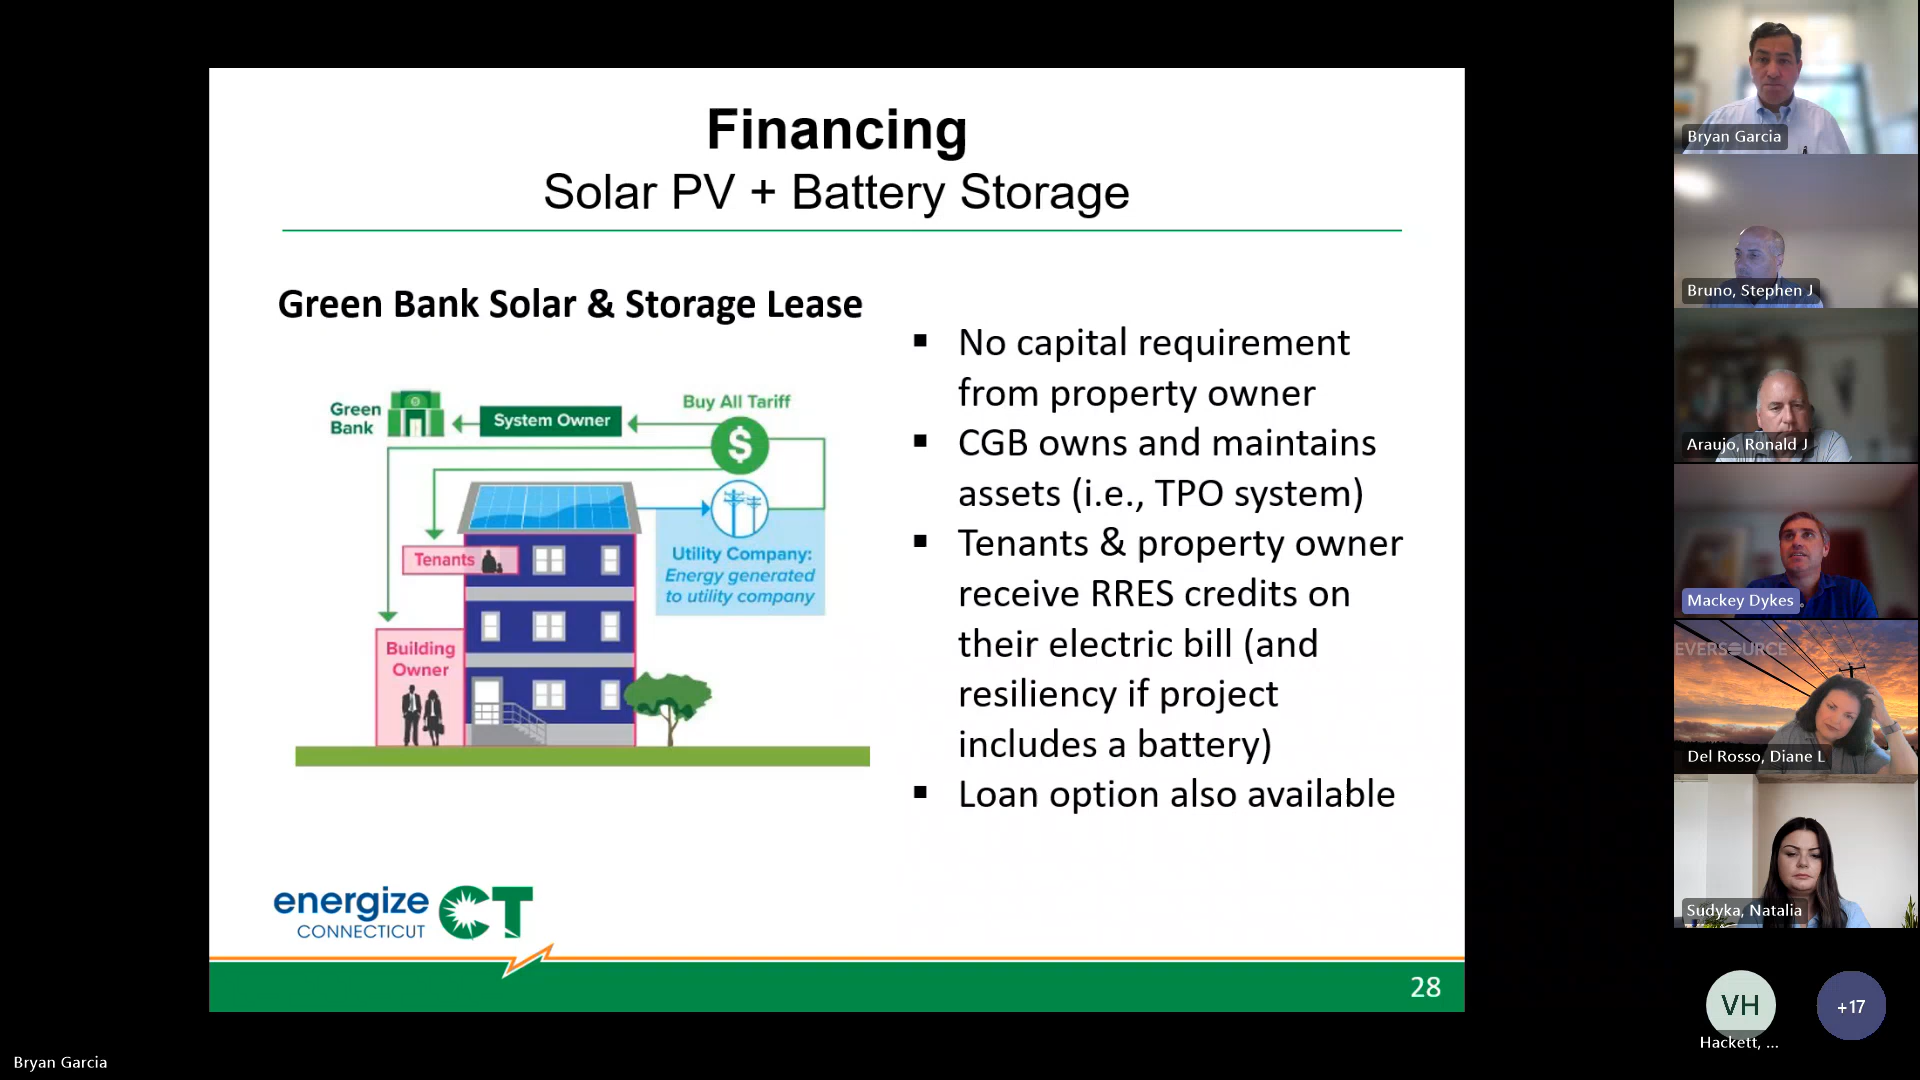 Financing
Solar PV + Battery Storage
Green Bank Solar & Storage Lease
Green
Bank
System Owner
Buy All Tariff
$
Tenants
Utility Company:
Energy generated
to utility company
Building
Owner
▪ No capital requirement
from property owner
▪ CGB owns and maintains
assets (i.e., TPO system)
▪ Tenants & property owner
receive RRES credits on
their electric bill (and
resiliency if project
includes a battery)
▪ Loan option also available
energize CT
CONNECTICUT
28
Bryan Garcia
Bruno, Stephen J
Araujo, Ronald J
Mackey Dykes
EVERSOURCE
Del Rosso, Diane L
Sudyka, Natalia
VH
Hackett, ...
+17
Bryan Garcia